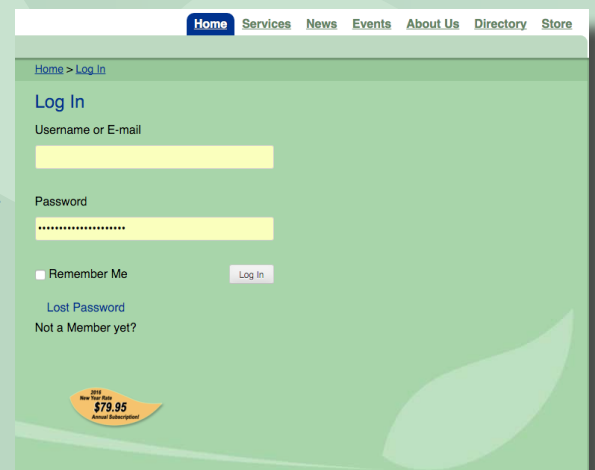 Home Services News Events About Us Directory Store
Home > Log In
Log In
Username or E-mail
Password
•••••••••••••••••••••
Remember Me Log In
Lost Password
Not a Member yet?
2016
New Year Rate
$79.95
Annual Subscription!